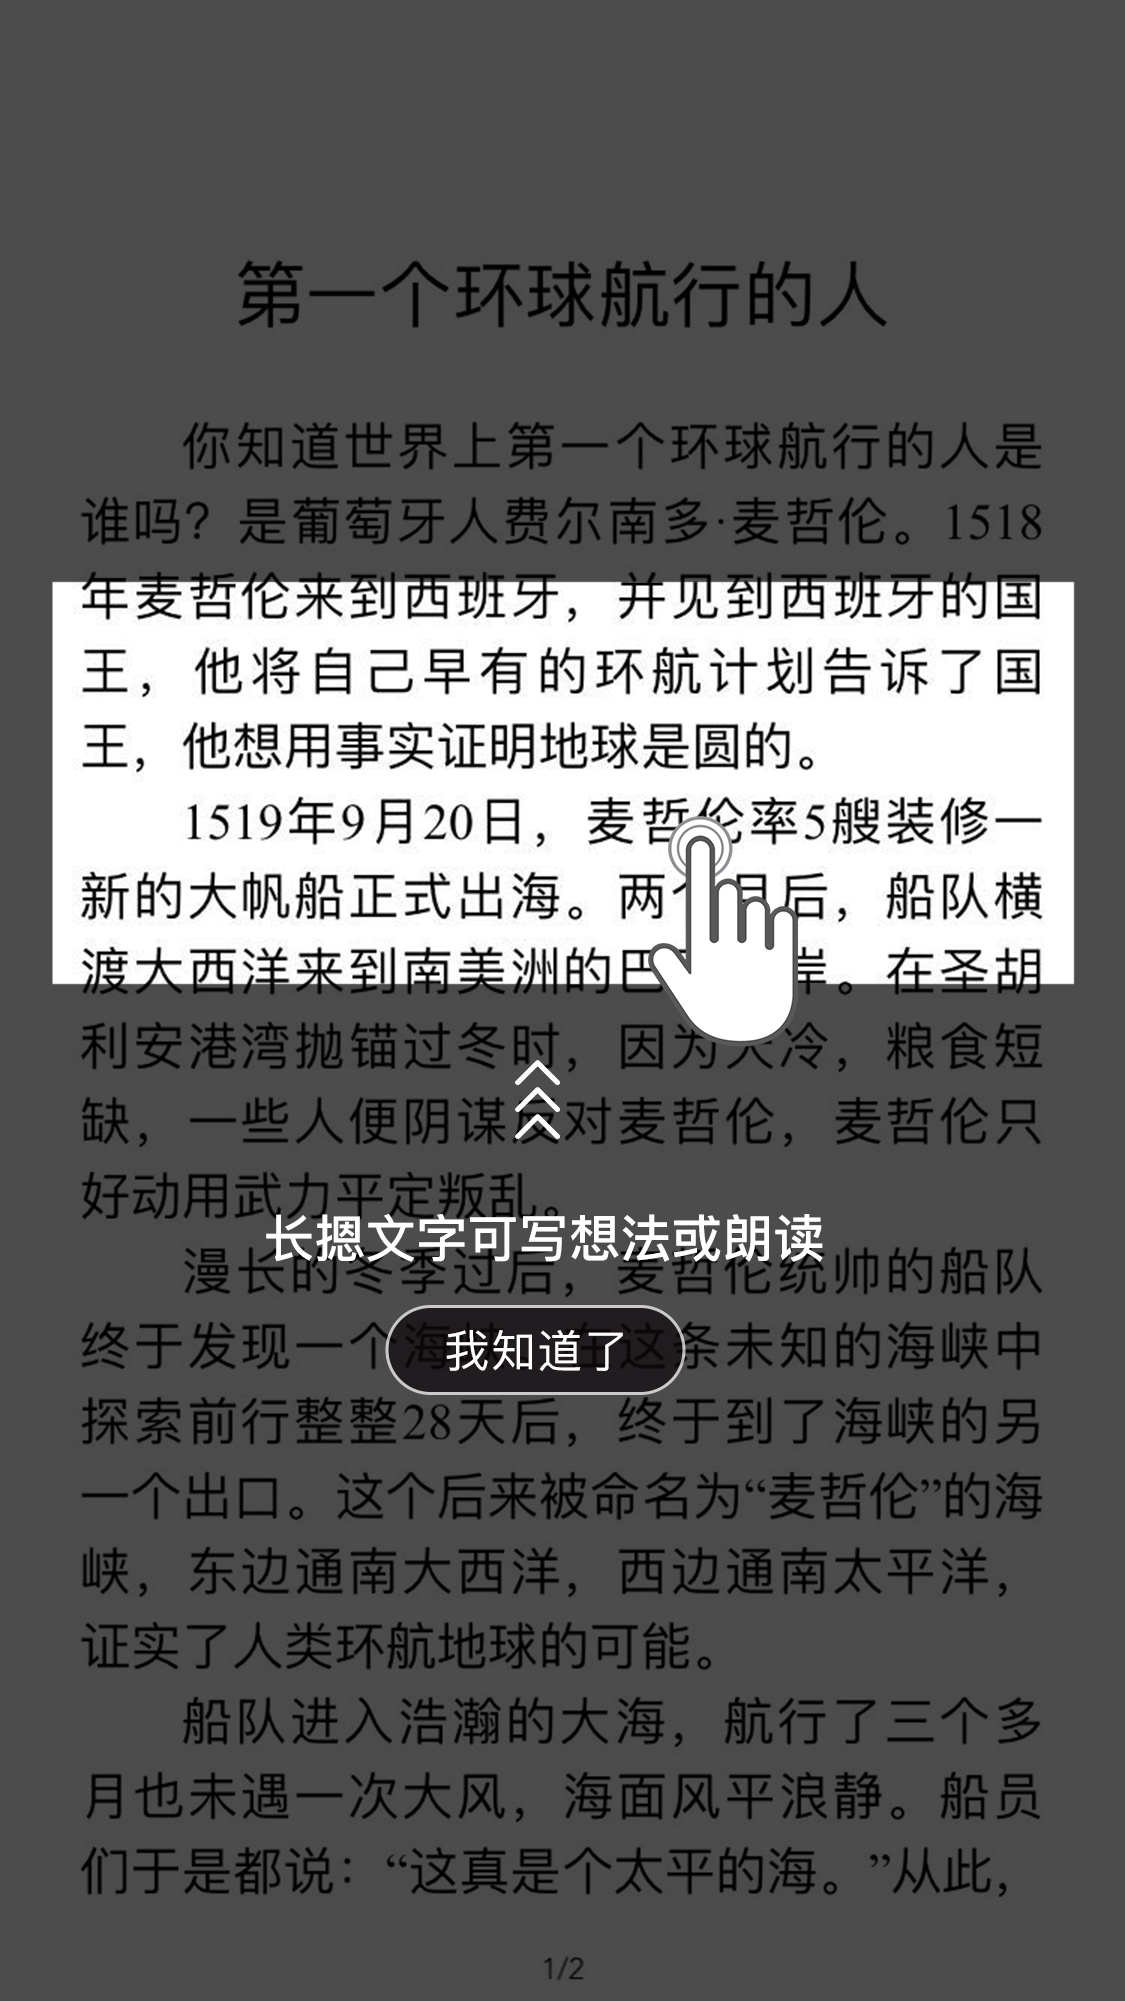 第一个环球航行的人
你知道世界上第一个环球航行的人是
谁吗？是葡萄牙人费尔南多·麦哲伦。1518
年麦哲伦来到西班牙，并见到西班牙的国
王，他将自己早有的环航计划告诉了国
王，他想用事实证明地球是圆的。
1519年9月20日，麦哲伦率5艘装修一
新的大帆船正式出海。两个月后，船队横
渡大西洋来到南美洲的巴 岸。在圣胡
利安港湾抛锚过冬时，因为天冷，粮食短
缺，一些人便阴谋反对麦哲伦，麦哲伦只
好动用武力平定叛乱。
长摁文字可写想法或朗读
漫长的冬季过后，麦哲伦统帅的船队
终于发现一个海 在这条未知的海峡中
我知道了
探索前行整整28天后，终于到了海峡的另
一个出口。这个后来被命名为“麦哲伦”的海
峡，东边通南大西洋，西边通南太平洋，
证实了人类环航地球的可能。
船队进入浩瀚的大海，航行了三个多
月也未遇一次大风，海面风平浪静。船员
们于是都说：“这真是个太平的海。”从此，
1/2